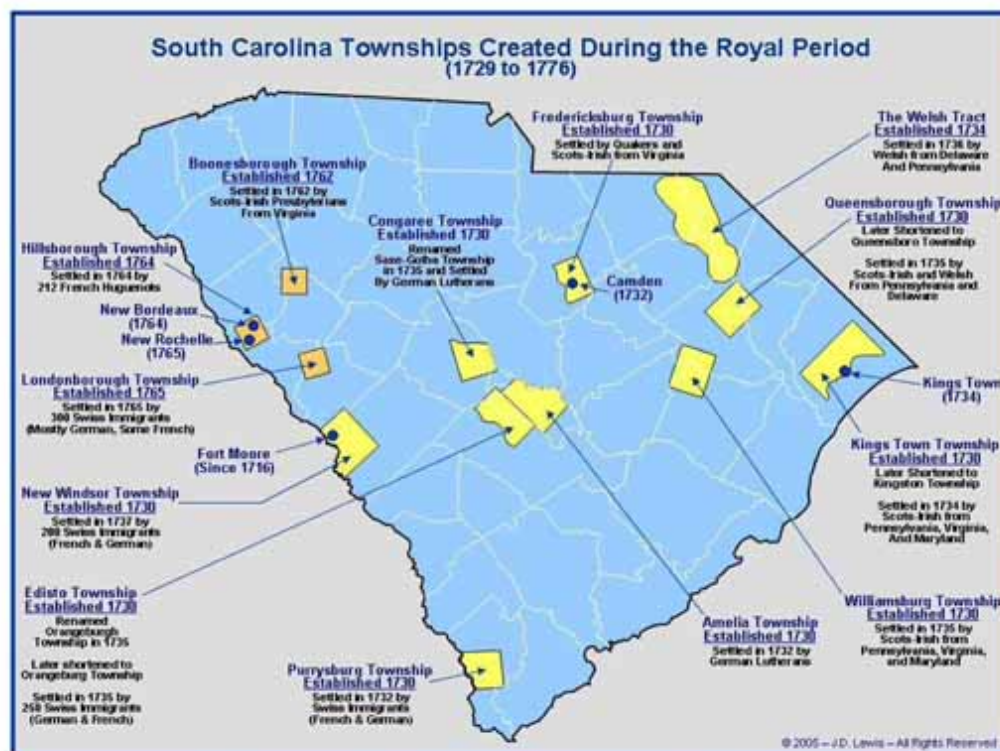 South Carolina Townships Created During the Royal Period
(1729 to 1776)
Fredericksburg Township
Established 1730
Settled by Quakers and
Scots-Irish from Virginia
The Welsh Tract
Established 1734
Settled in 1736 by
Welsh from Delaware
And Pennsylvania
Boonesborough Township
Established 1762
Settled in 1762 by
Scots-Irish Presbyterians
From Virginia
Congaree Township
Established 1730
Renamed
Saxe-Gotha Township
in 1735 and Settled
By German Lutherans
Queensborough Township
Established 1730
Later Shortened to
Queensboro Township
Settled in 1735 by
Scots-Irish and Welsh
From Pennsylvania and
Delaware
Hillsborough Township
Established 1764
Settled in 1764 by
212 French Huguenots
New Bordeaux
(1764)
New Rochelle
(1765)
Camden
(1732)
Londonborough Township
Established 1765
Settled in 1765 by
300 Swiss Immigrants
(Mostly German, Some French)
Kings Town
(1734)
Fort Moore
(Since 1716)
Kings Town Township
Established 1730
Later Shortened to
Kingston Township
Settled in 1734 by
Scots-Irish from
Pennsylvania, Virginia,
And Maryland
New Windsor Township
Established 1730
Settled in 1737 by
200 Swiss Immigrants
(French & German)
Edisto Township
Established 1730
Renamed
Orangeburgh
Township in 1735
Later shortened to
Orangeburg Township
Settled in 1735 by
250 Swiss Immigrants
(German & French)
Purrysburg Township
Established 1730
Settled in 1732 by
Swiss Immigrants
(French & German)
Amelia Township
Established 1730
Settled in 1732 by
German Lutherans
Williamsburg Township
Established 1730
Settled in 1735 by
Scots-Irish from
Pennsylvania, Virginia,
and Maryland
© 2005 – J.D. Lewis – All Rights Reserved